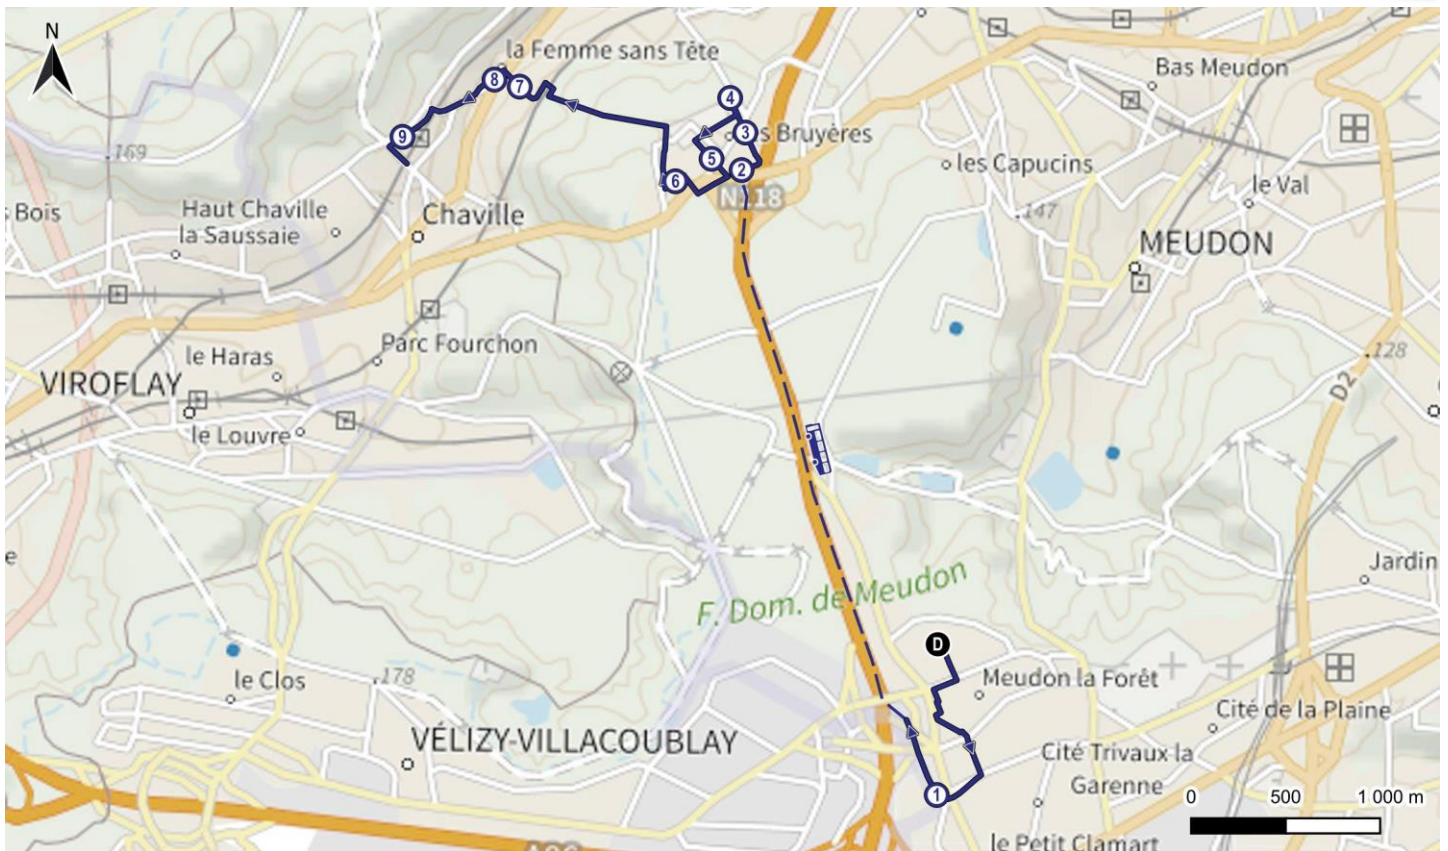 N
la Femme sans Tête
Bas Meudon
8
7
4
3
Bruyères
9
169
5
2
les Capucins
6
le Val
Bois
Haut Chaville
la Saussaie
Chaville
147
MEUDON
le Haras
Parc Fourchon
128
VIROFLAY
D2
le Louvre
F. Dom. de Meudon
Jardin
D
le Clos
178
Meudon la Forêt
Cité de la Plaine
VÉLIZY-VILLACOUBLAY
Cité Trivaux la
Garenne
1
0 500 1 000 m
le Petit Clamart